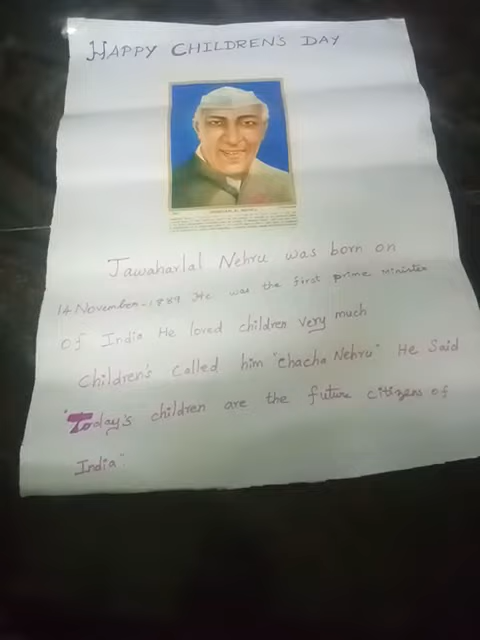 HAPPY CHILDREN'S DAY
Jawaharlal Nehru was born on
14 November-1889 He was the first prime Minister
Of India He loved children very much
Children's called him "Chacha Nehru" He Said
"Today's children are the future citizens of
India"